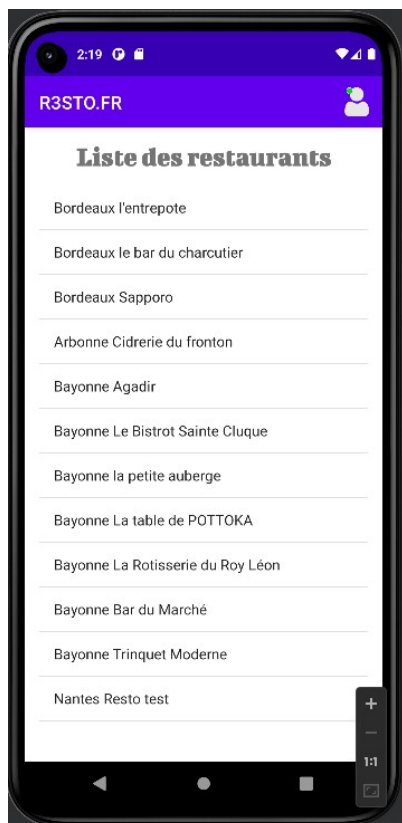 2:19
R3STO.FR
Liste des restaurants
Bordeaux l'entrepote
Bordeaux le bar du charcutier
Bordeaux Sapporo
Arbonne Cidrerie du fronton
Bayonne Agadir
Bayonne Le Bistrot Sainte Cluque
Bayonne la petite auberge
Bayonne La table de POTTOKA
Bayonne La Rotisserie du Roy Léon
Bayonne Bar du Marché
Bayonne Trinquet Moderne
Nantes Resto test
1:1